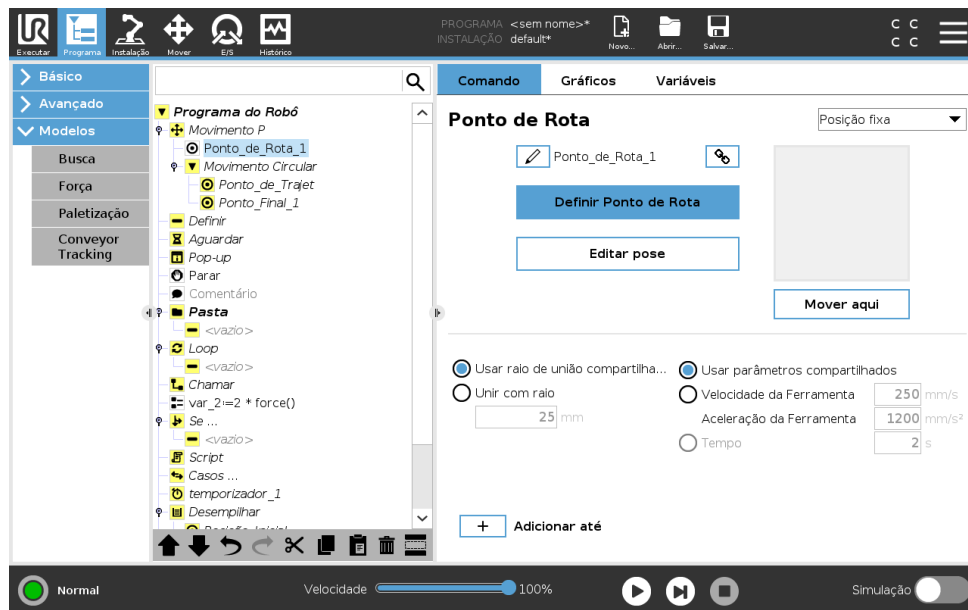 UR
PROGRAMA <sem nome>*
INSTALAÇÃO default*
Executar Programa Instalação Mover E/S Histórico
Novo... Abrir... Salvar...
C C
C C
Básico
Avançado
Modelos
Busca
Força
Paletização
Conveyor
Tracking
Programa do Robô
Movimento P
Ponto_de_Rota_1
Movimento Circular
Ponto_de_Trajet
Ponto_Final_1
Definir
Aguardar
Pop-up
Parar
Comentário
Pasta
<vazio>
Loop
<vazio>
Chamar
var_2:=2 * force()
Se ...
<vazio>
Script
Casos ...
temporizador_1
Desempilhar
Comando Gráficos Variáveis
Ponto de Rota
Posição fixa
Ponto_de_Rota_1
Definir Ponto de Rota
Editar pose
Mover aqui
Usar raio de união compartilha...
Unir com raio
25 mm
Usar parâmetros compartilhados
Velocidade da Ferramenta 250 mm/s
Aceleração da Ferramenta 1200 mm/s²
Tempo 2 s
+ Adicionar até
Normal
Velocidade 100%
Simulação